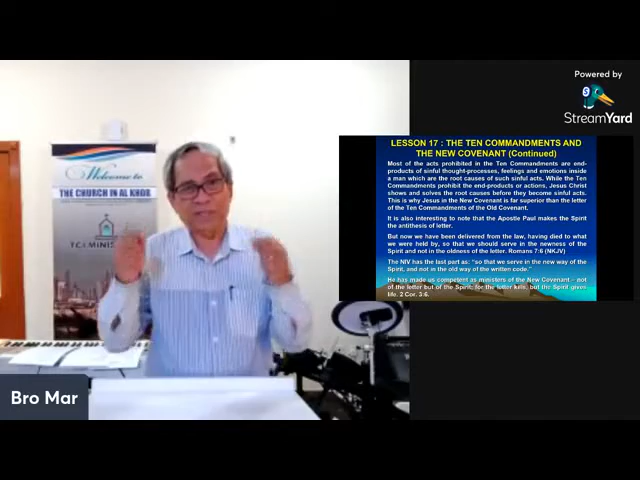 Powered by
StreamYard
Welcome to
THE CHURCH IN AL KHOR
LESSON 17 : THE TEN COMMANDMENTS AND
THE NEW COVENANT (Continued)
Most of the acts prohibited in the Ten Commandments are end-
products of sinful thought-processes, feelings and emotions inside
a man which are the root causes of such sinful acts. While the Ten
Commandments prohibit the end-products or actions, Jesus Christ
shows and solves the root causes before they become sinful acts.
This is why Jesus in the New Covenant is far superior than the letter
of the Ten Commandments of the Old Covenant.
It is also interesting to note that the Apostle Paul makes the Spirit
the antithesis of letter.
But now we have been delivered from the law, having died to what
we were held by, so that we should serve in the newness of the
Spirit and not in the oldness of the letter. Romans 7:6 (NKJV)
The NIV has the last part as: "so that we serve in the new way of the
Spirit, and not in the old way of the written code."
He has made us competent as ministers of the New Covenant – not
of the letter but of the Spirit; for the letter kills, but the Spirit gives
life. 2 Cor. 3:6.
Bro Mar